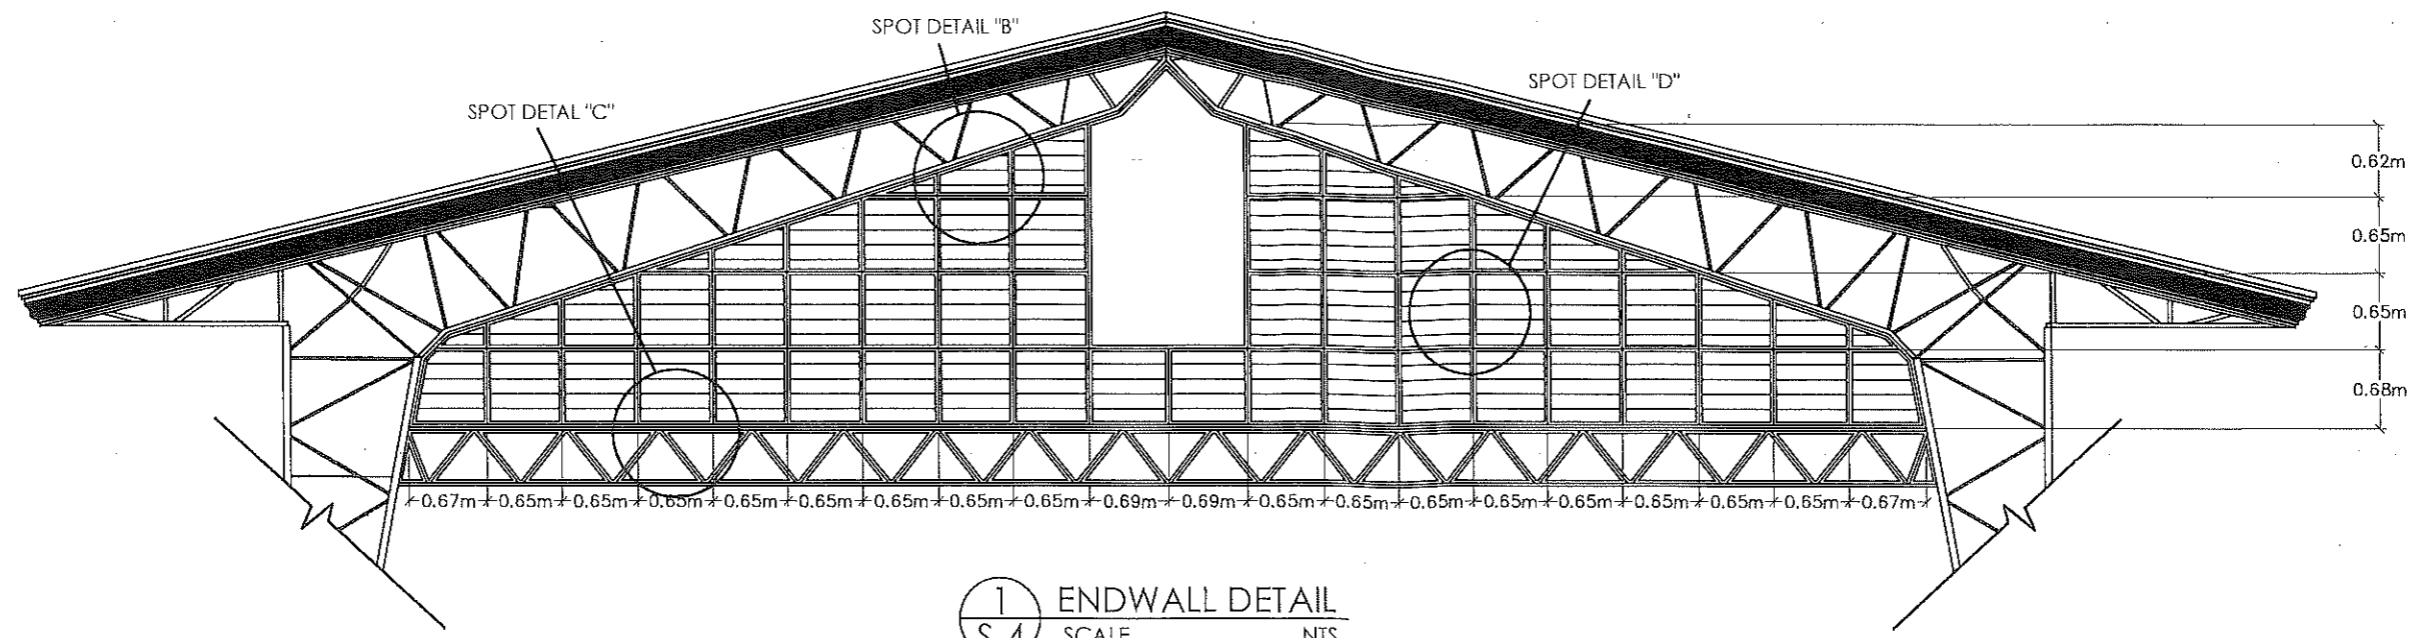 SPOT DETAIL "B"
SPOT DETAIL "D"
SPOT DETAL "C"
0.62m
0.65m
0.65m
0.68m
0.67m 0.65m 0.65m 0.65m 0.65m 0.65m 0.65m 0.65m 0.65m 0.69m 0.69m 0.65m 0.65m 0.65m 0.65m 0.65m 0.65m 0.65m 0.65m 0.67m
1 ENDWALL DETAIL
S-4 SCALE NTS